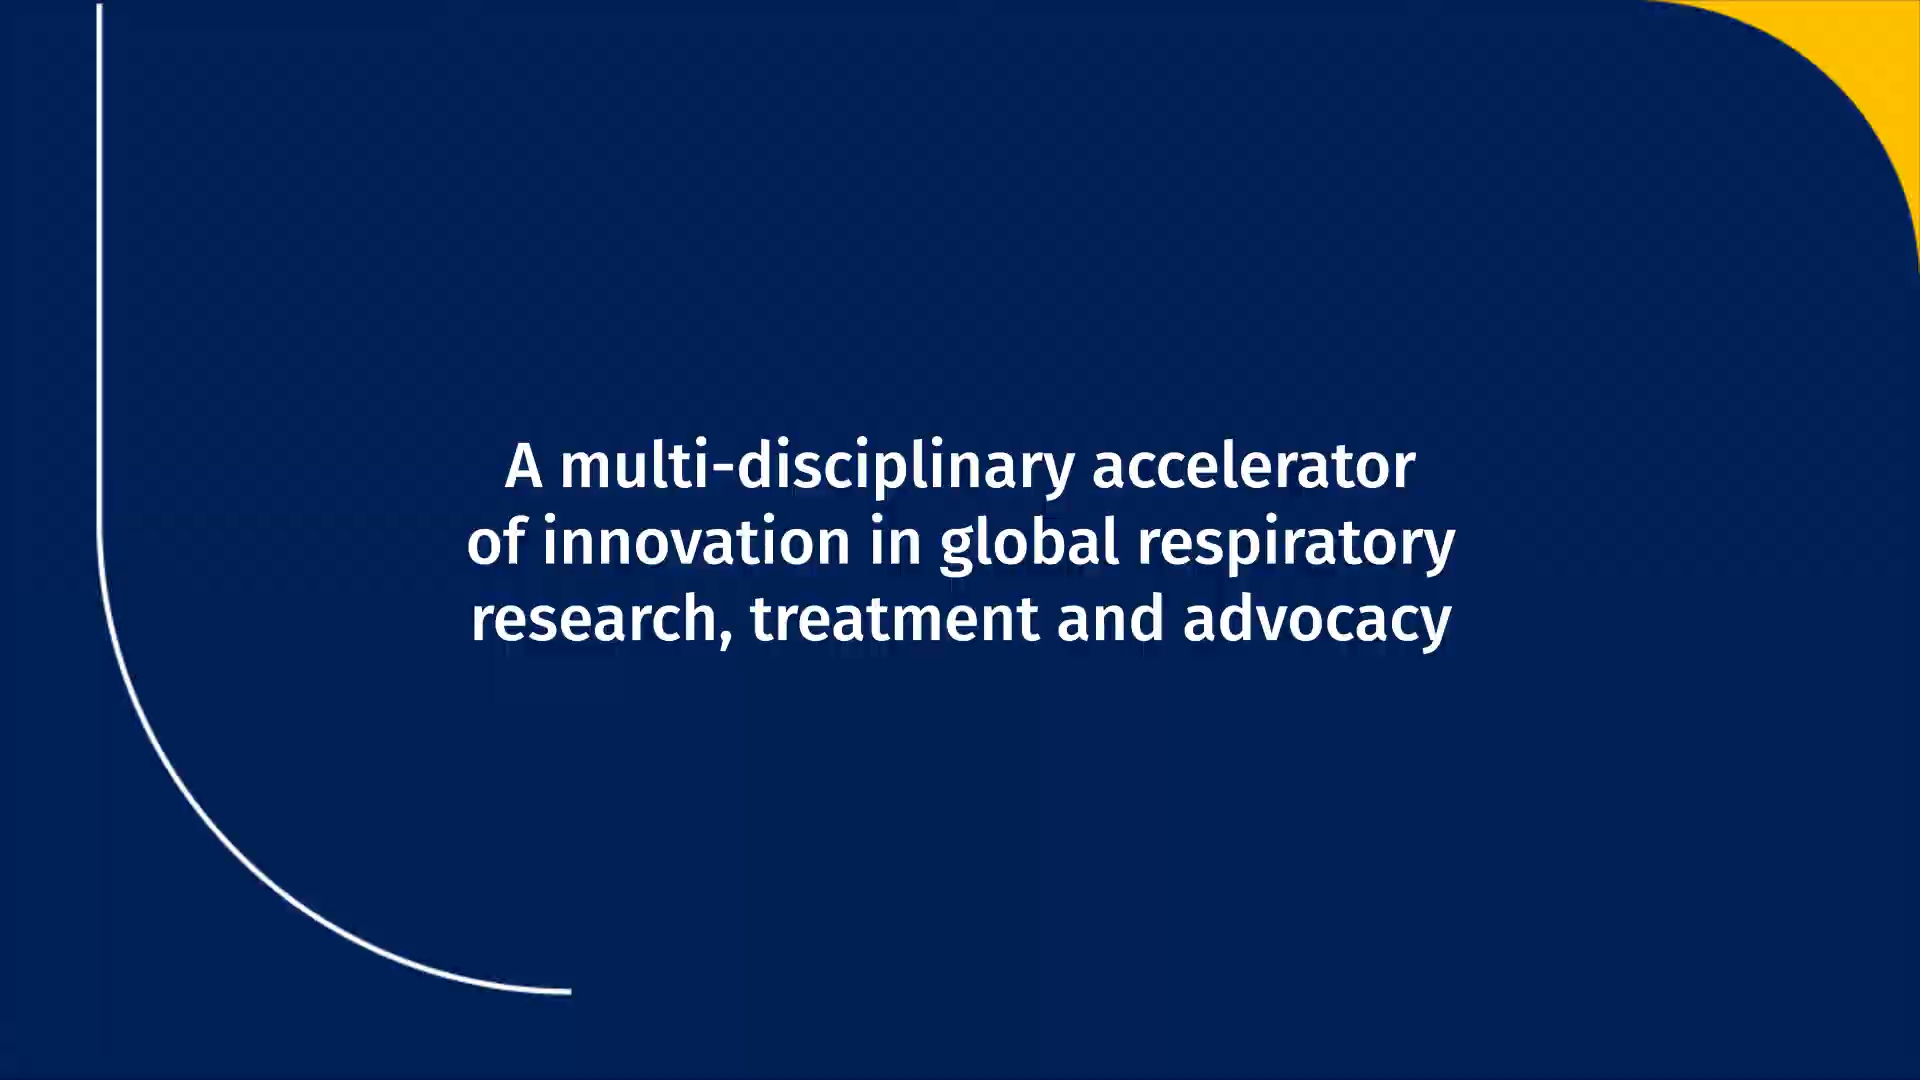 A multi-disciplinary accelerator
of innovation in global respiratory
research, treatment and advocacy